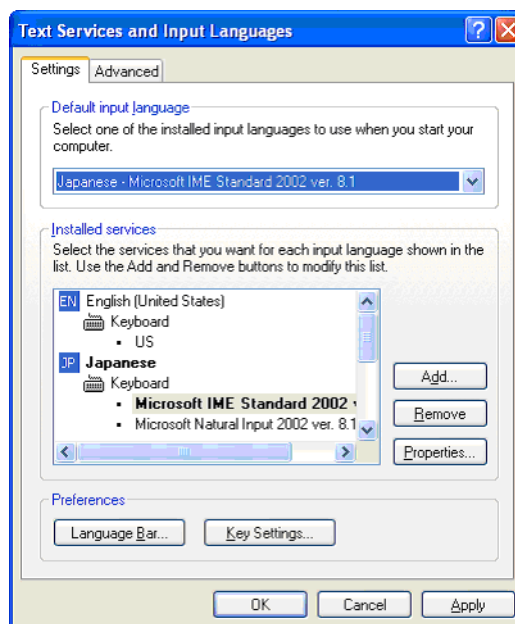 Text Services and Input Languages
?
Settings
Advanced
Default input language
Select one of the installed input languages to use when you start your
computer.
Japanese - Microsoft IME Standard 2002 ver. 8.1
Installed services
Select the services that you want for each input language shown in the
list. Use the Add and Remove buttons to modify this list.
EN English (United States)
Keyboard
• US
JP Japanese
Keyboard
• Microsoft IME Standard 2002
• Microsoft Natural Input 2002 ver. 8.1
Add...
Remove
Properties...
Preferences
Language Bar...
Key Settings...
OK
Cancel
Apply